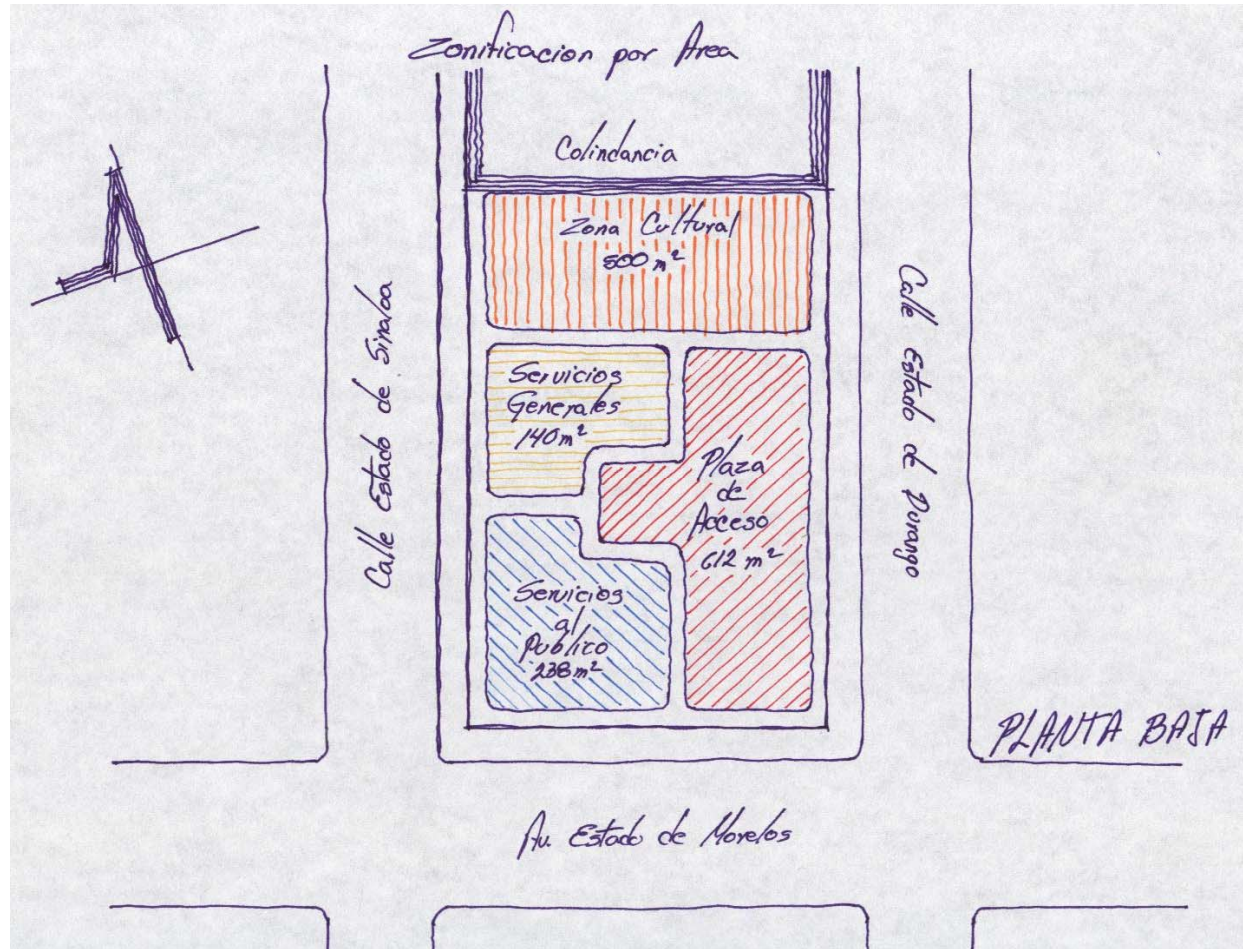 Zonificacion por Area
Colindancia
Zona Cultural
500 m²
Servicios
Generales
140 m²
Plaza
de
Acceso
612 m²
Servicios
al
Publico
238 m²
Calle Estado de Sinaloa
Calle Estado de Durango
PLANTA BAJA
Av. Estado de Morelos